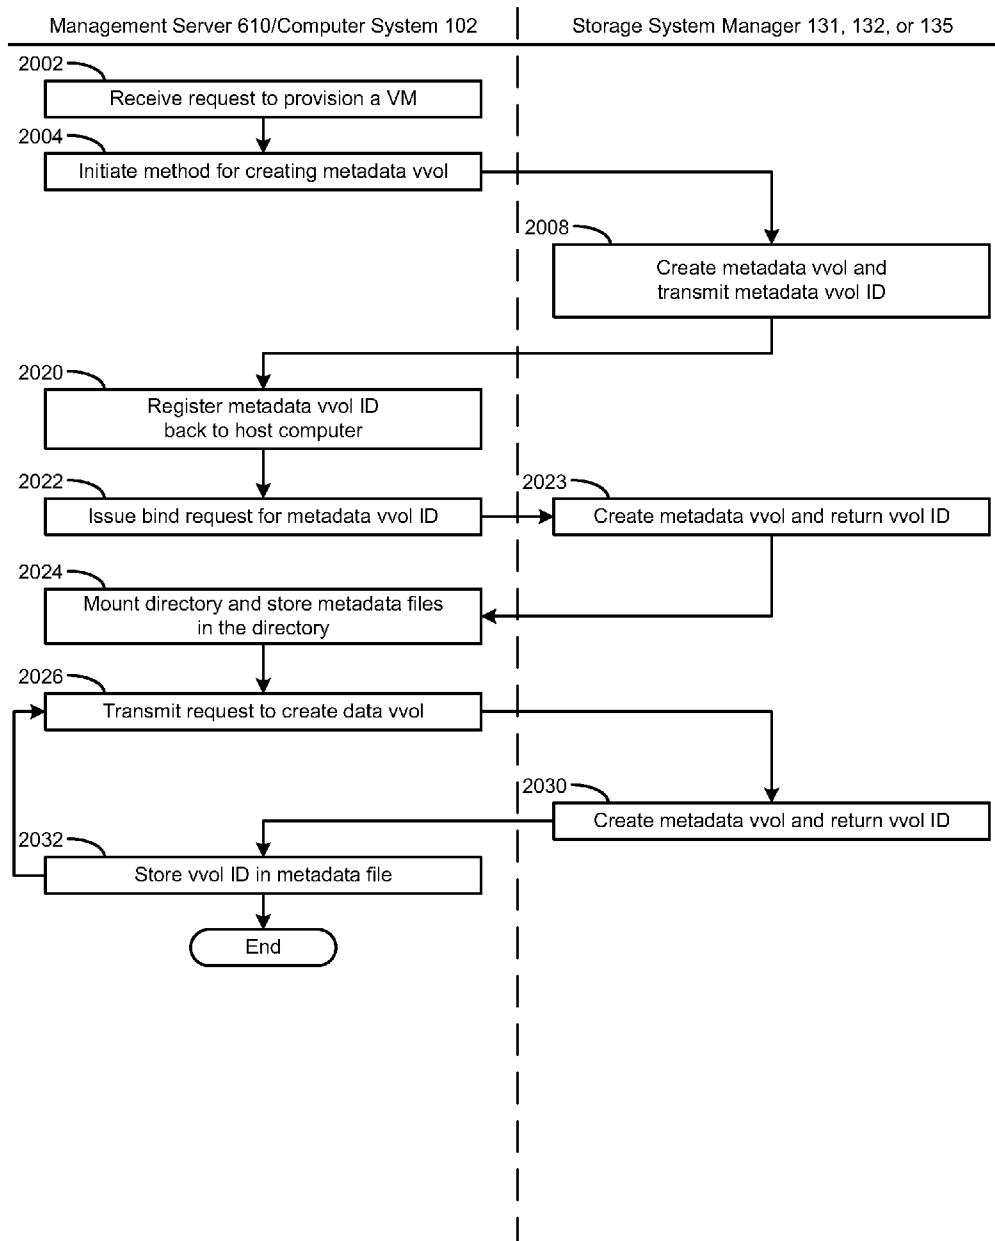 Management Server 610/Computer System 102
Storage System Manager 131, 132, or 135
2002
Receive request to provision a VM
2004
Initiate method for creating metadata vvol
2008
Create metadata vvol and
transmit metadata vvol ID
2020
Register metadata vvol ID
back to host computer
2022
Issue bind request for metadata vvol ID
2023
Create metadata vvol and return vvol ID
2024
Mount directory and store metadata files
in the directory
2026
Transmit request to create data vvol
2030
Create metadata vvol and return vvol ID
2032
Store vvol ID in metadata file
End